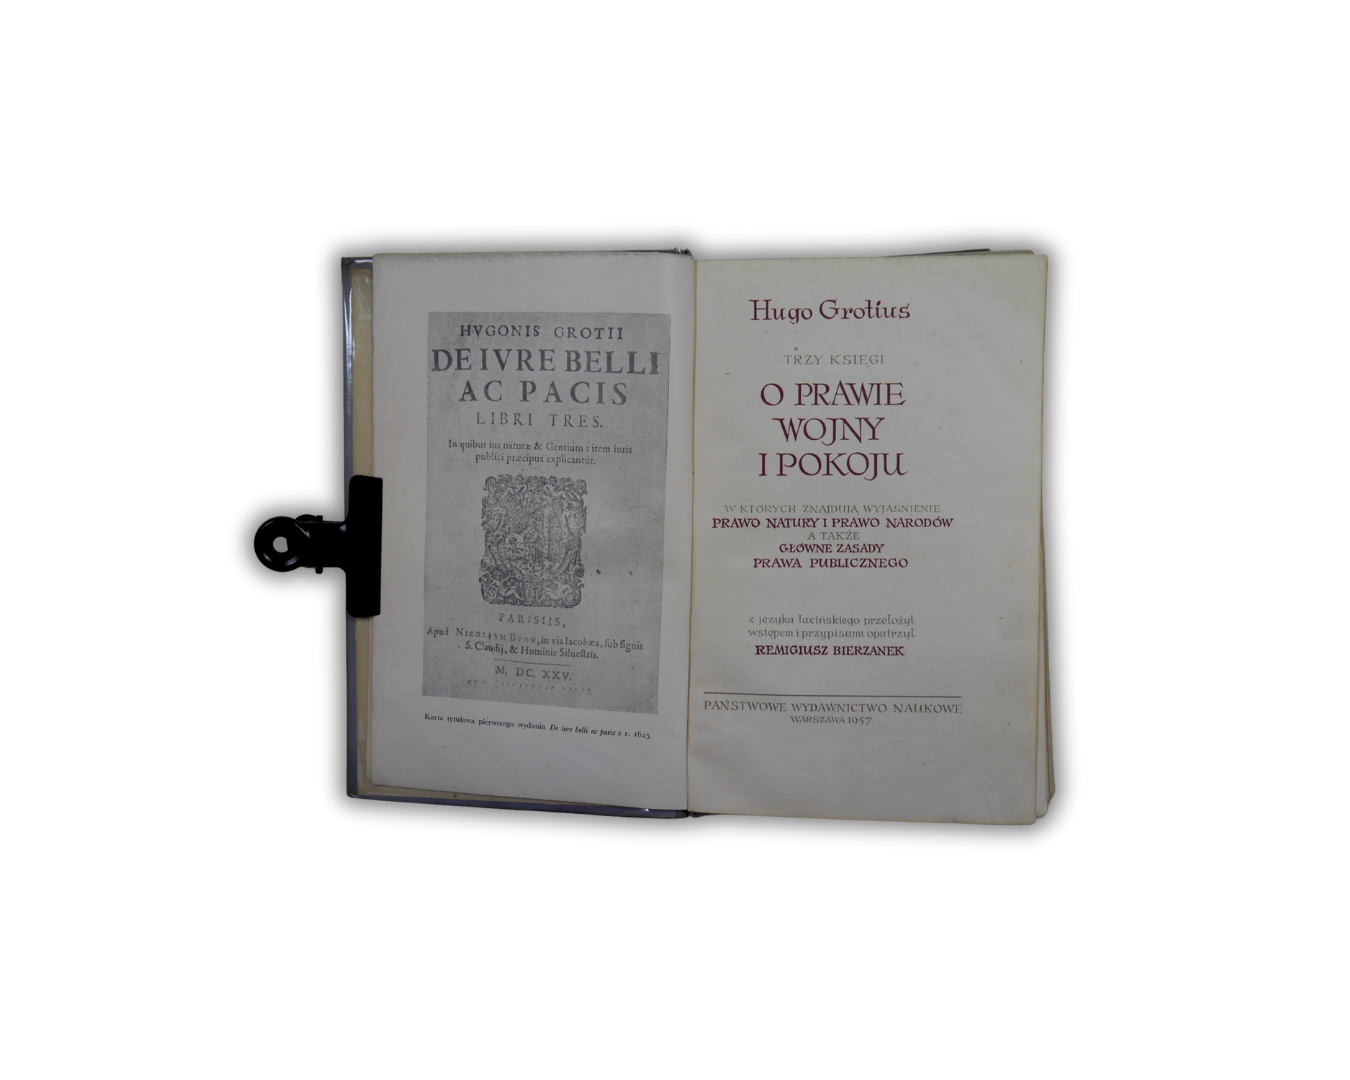 HVGONIS GROTII
DE IVRE BELLI
AC PACIS
LIBRI TRES.
In quibus ius naturæ & Gentium: item iuris
publici præcipua explicantur.
PARISIIS,
Apud NICOLAVM BVON, in via Iacobæa, sub signis
S. Claudij, & Hominis Siluestris.
M. DC. XXV.
Karta tytułowa pierwszego wydania De iure belli ac pacis z r. 1625.
Hugo Grotius
TRZY KSIĘGI
O PRAWIE
WOJNY
I POKOJU
W KTÓRYCH ZNAJDUJĄ WYJAŚNIENIE
PRAWO NATURY I PRAWO NARODÓW
A TAKŻE
GŁÓWNE ZASADY
PRAWA PUBLICZNEGO
z języka łacińskiego przełożył
wstępem i przypisami opatrzył
REMIGIUSZ BIERZANEK
PAŃSTWOWE WYDAWNICTWO NAUKOWE
WARSZAWA 1957